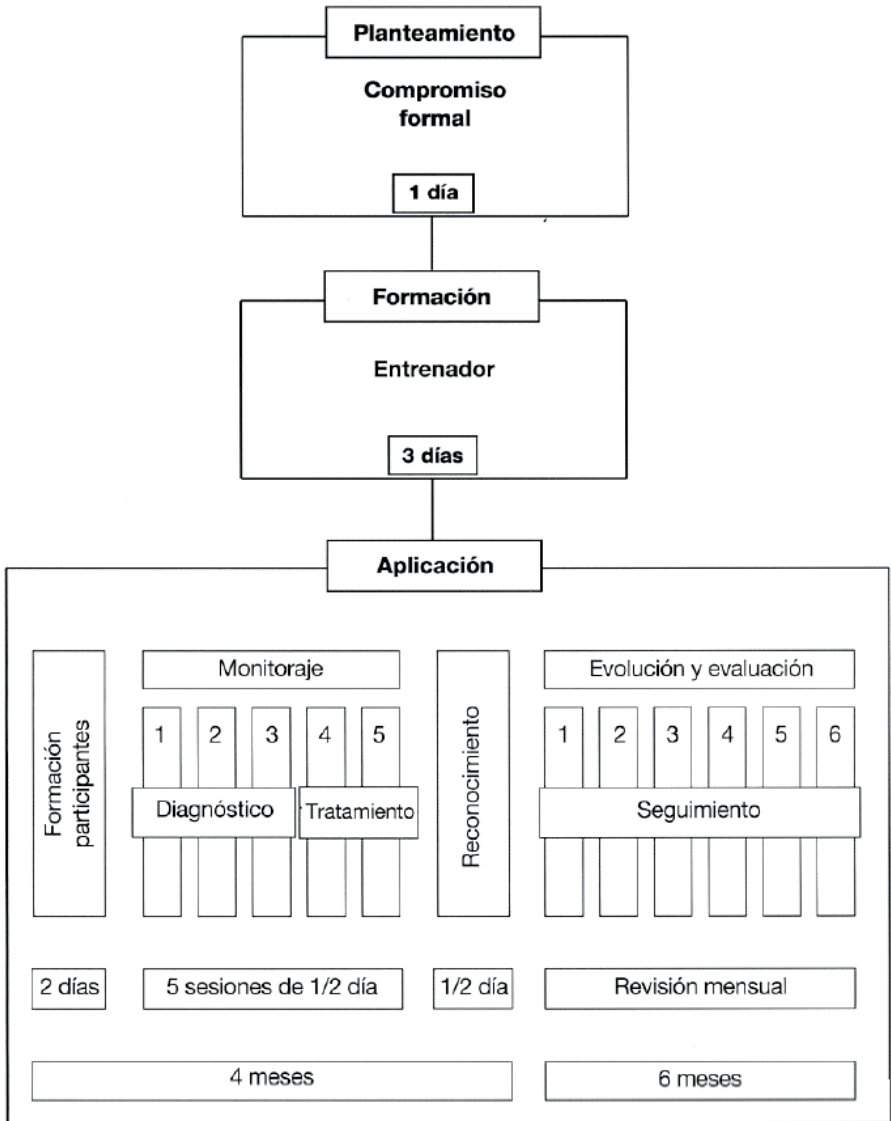 Planteamiento
Compromiso
formal
1 día
Formación
Entrenador
3 días
Aplicación
Formación
participantes
Monitoraje
1 2 3 4 5
Diagnóstico
Tratamiento
Reconocimiento
Evolución y evaluación
1 2 3 4 5 6
Seguimiento
2 días
5 sesiones de 1/2 día
1/2 día
Revisión mensual
4 meses
6 meses